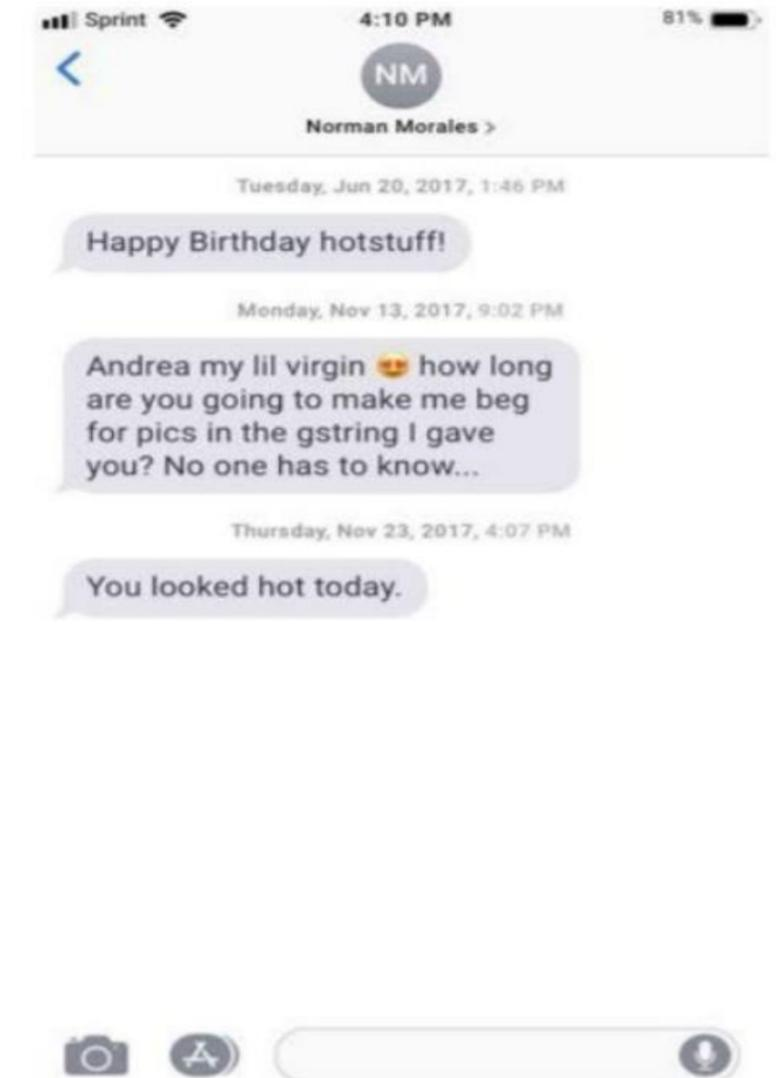 Sprint 4:10 PM 81%
NM
Norman Morales >
Tuesday, Jun 20, 2017, 1:46 PM
Happy Birthday hotstuff!
Monday, Nov 13, 2017, 9:02 PM
Andrea my lil virgin 😍 how long
are you going to make me beg
for pics in the gstring I gave
you? No one has to know...
Thursday, Nov 23, 2017, 4:07 PM
You looked hot today.